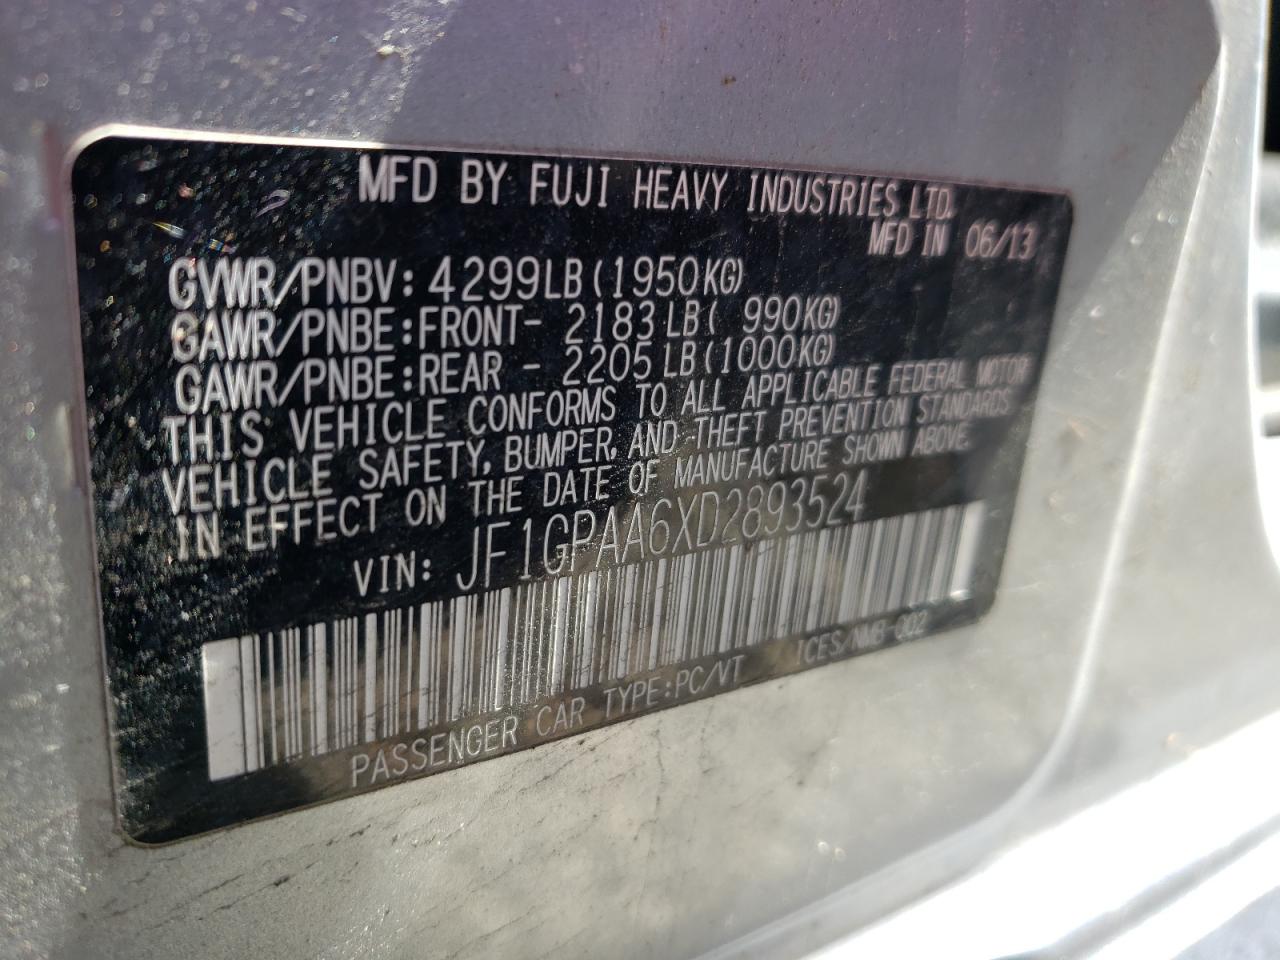 MFD BY FUJI HEAVY INDUSTRIES LTD.
MFD IN 06/13
GVWR/PNBV: 4299LB (1950KG)
GAWR/PNBE:FRONT- 2183LB( 990KG)
GAWR/PNBE:REAR - 2205LB(1000KG)
THIS VEHICLE CONFORMS TO ALL APPLICABLE FEDERAL MOTOR
VEHICLE SAFETY, BUMPER, AND THEFT PREVENTION STANDARDS
IN EFFECT ON THE DATE OF MANUFACTURE SHOWN ABOVE
VIN: JF1GPAA6XD2893524
PASSENGER CAR TYPE:PC/VT ICES/NMB-002